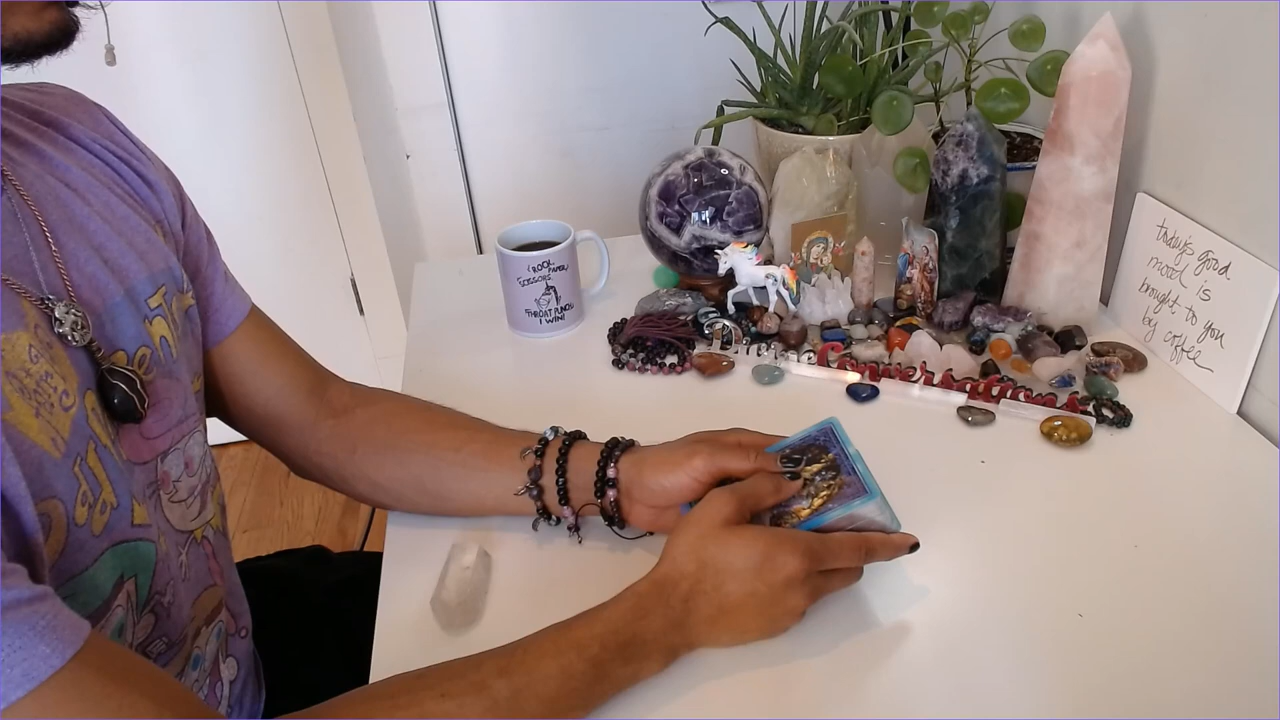 ROCK,
PAPER,
SCISSORS,
THROAT PUNCH
I WIN!
Divine Conversations
today's good
mood is
brought to you
by coffee